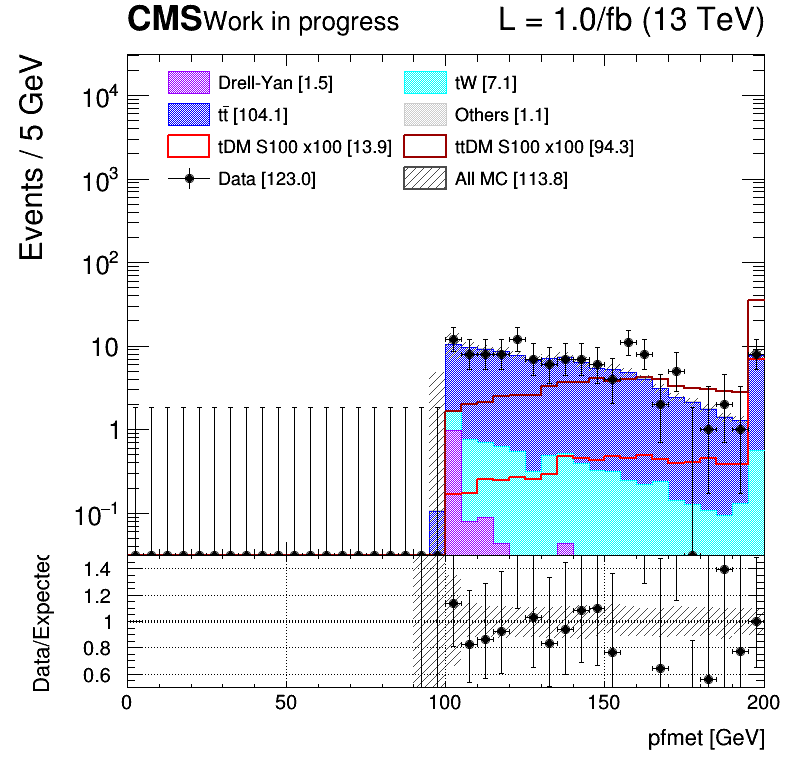 CMS Work in progress L = 1.0/fb (13 TeV)
Events / 5 GeV
Drell-Yan [1.5] tW [7.1]
tt̄ [104.1] Others [1.1]
tDM S100 x100 [13.9] ttDM S100 x100 [94.3]
Data [123.0] All MC [113.8]
10⁴
10³
10²
10
1
10⁻¹
Data/Expected
1.4
1.2
1
0.8
0.6
0 50 100 150 200
pfmet [GeV]